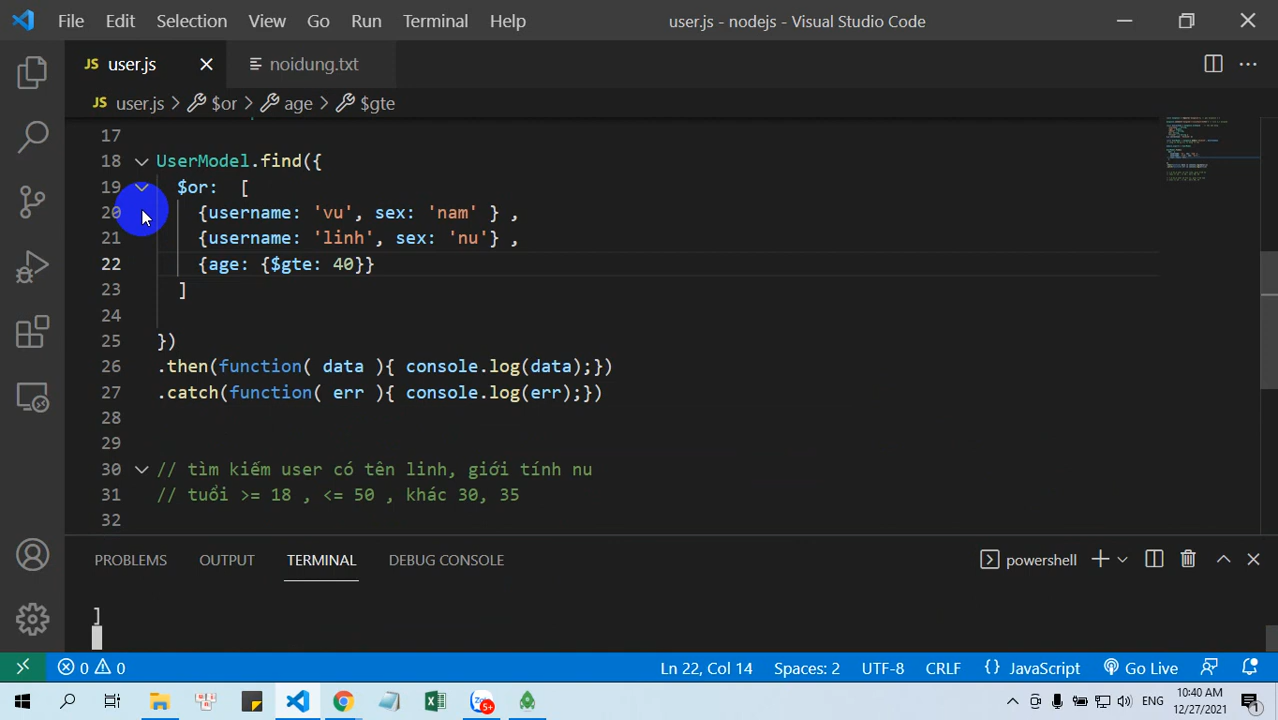 File Edit Selection View Go Run Terminal Help user.js - nodejs - Visual Studio Code
JS user.js noidung.txt
JS user.js > $or > age > $gte
17
18 UserModel.find({
19 $or: [
20 {username: 'vu', sex: 'nam' } ,
21 {username: 'linh', sex: 'nu'} ,
22 {age: {$gte: 40}}
23 ]
24
25 })
26 .then(function( data ){ console.log(data);})
27 .catch(function( err ){ console.log(err);})
28
29
30 // tìm kiếm user có tên linh, giới tính nu
31 // tuổi >= 18 , <= 50 , khác 30, 35
32
PROBLEMS OUTPUT TERMINAL DEBUG CONSOLE powershell
]
0 0 Ln 22, Col 14 Spaces: 2 UTF-8 CRLF {} JavaScript Go Live
5+ ENG 10:40 AM
12/27/2021 1